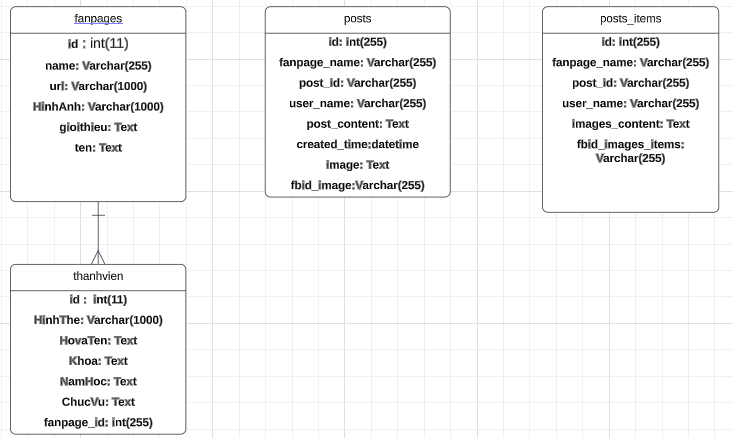 fanpages
id : int(11)
name: Varchar(255)
url: Varchar(1000)
HinhAnh: Varchar(1000)
gioithieu: Text
ten: Text
thanhvien
id : int(11)
HinhThe: Varchar(1000)
HovaTen: Text
Khoa: Text
NamHoc: Text
ChucVu: Text
fanpage_id: int(255)
posts
id: int(255)
fanpage_name: Varchar(255)
post_id: Varchar(255)
user_name: Varchar(255)
post_content: Text
created_time:datetime
image: Text
fbid_image:Varchar(255)
posts_items
id: int(255)
fanpage_name: Varchar(255)
post_id: Varchar(255)
user_name: Varchar(255)
images_content: Text
fbid_images_items:
Varchar(255)